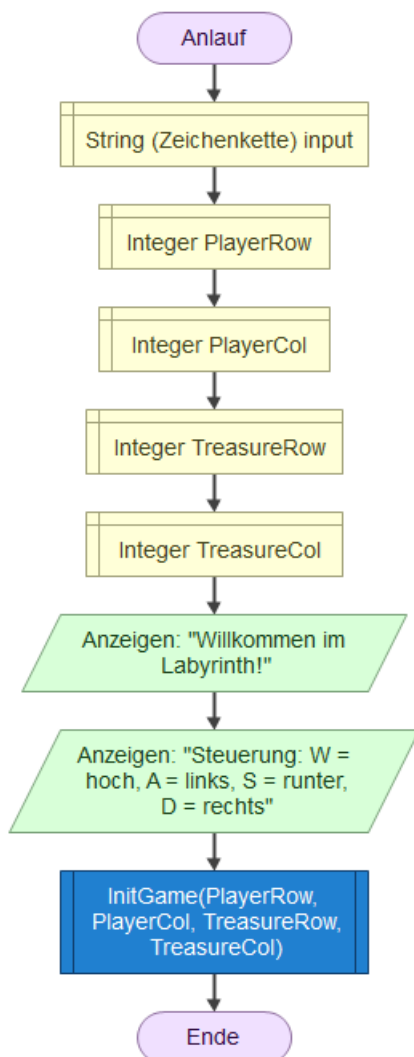 Anlauf
String (Zeichenkette) input
Integer PlayerRow
Integer PlayerCol
Integer TreasureRow
Integer TreasureCol
Anzeigen: "Willkommen im
Labyrinth!"
Anzeigen: "Steuerung: W =
hoch, A = links, S = runter,
D = rechts"
InitGame(PlayerRow,
PlayerCol, TreasureRow,
TreasureCol)
Ende